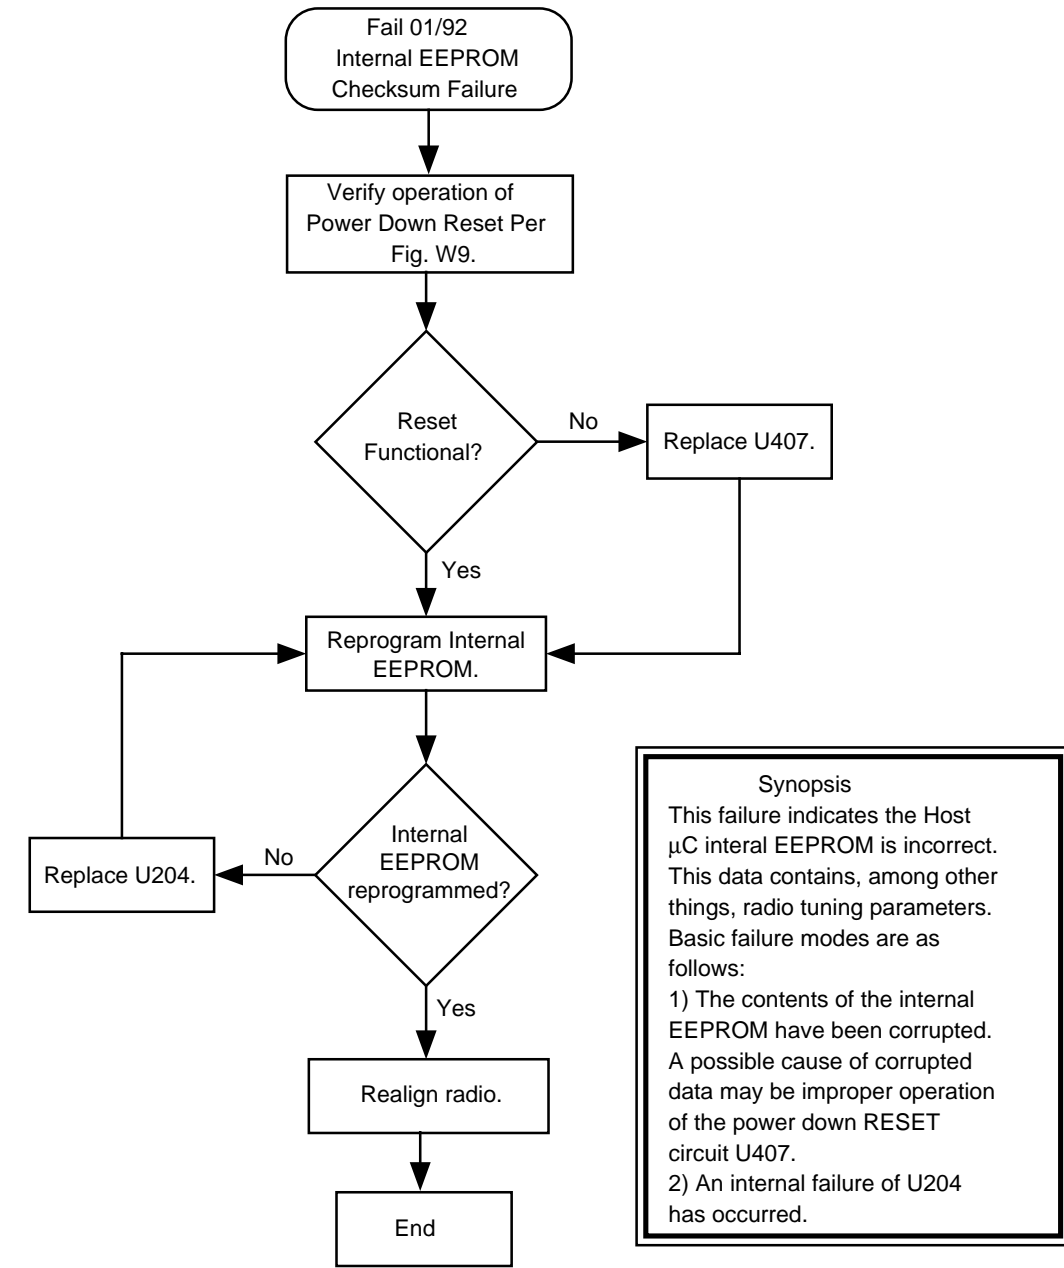 Fail 01/92
Internal EEPROM
Checksum Failure
Verify operation of
Power Down Reset Per
Fig. W9.
Reset
Functional?
No
Replace U407.
Yes
Reprogram Internal
EEPROM.
Internal
EEPROM
reprogrammed?
No
Replace U204.
Yes
Realign radio.
End
Synopsis
This failure indicates the Host
μC interal EEPROM is incorrect.
This data contains, among other
things, radio tuning parameters.
Basic failure modes are as
follows:
1) The contents of the internal
EEPROM have been corrupted.
A possible cause of corrupted
data may be improper operation
of the power down RESET
circuit U407.
2) An internal failure of U204
has occurred.